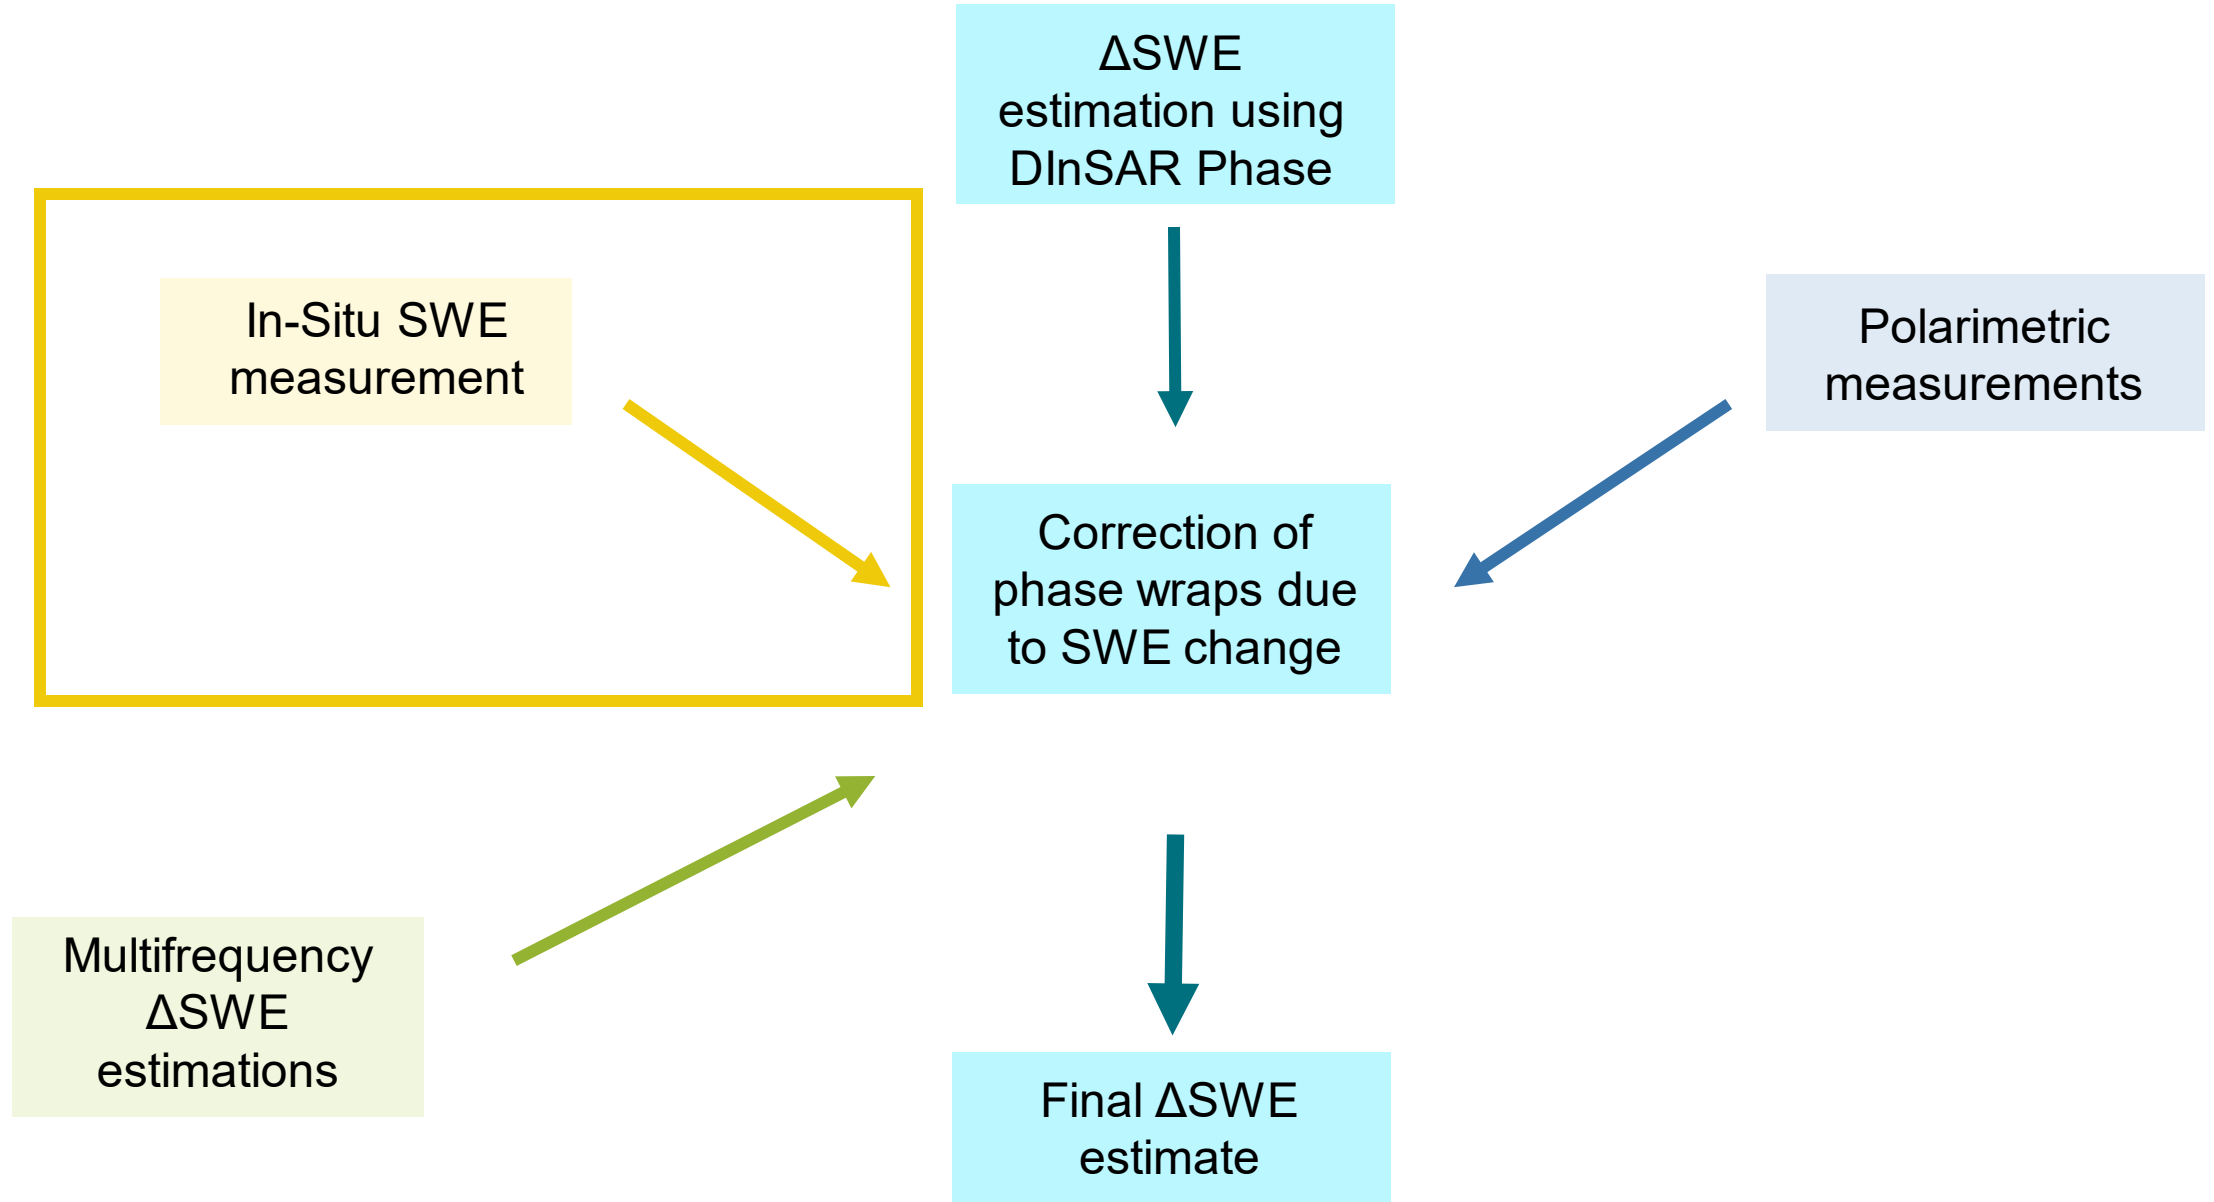 ΔSWE
estimation using
DInSAR Phase
In-Situ SWE
measurement
Polarimetric
measurements
Correction of
phase wraps due
to SWE change
Multifrequency
ΔSWE
estimations
Final ΔSWE
estimate